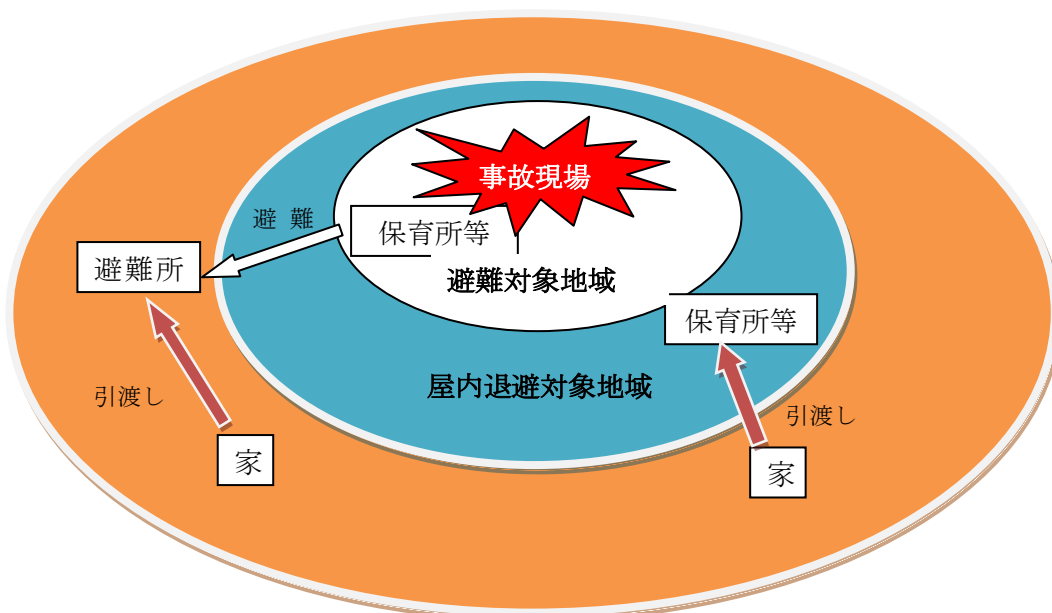 事故現場
避 難
保育所等
避難所
避難対象地域
保育所等
屋内退避対象地域
引渡し
引渡し
家
家